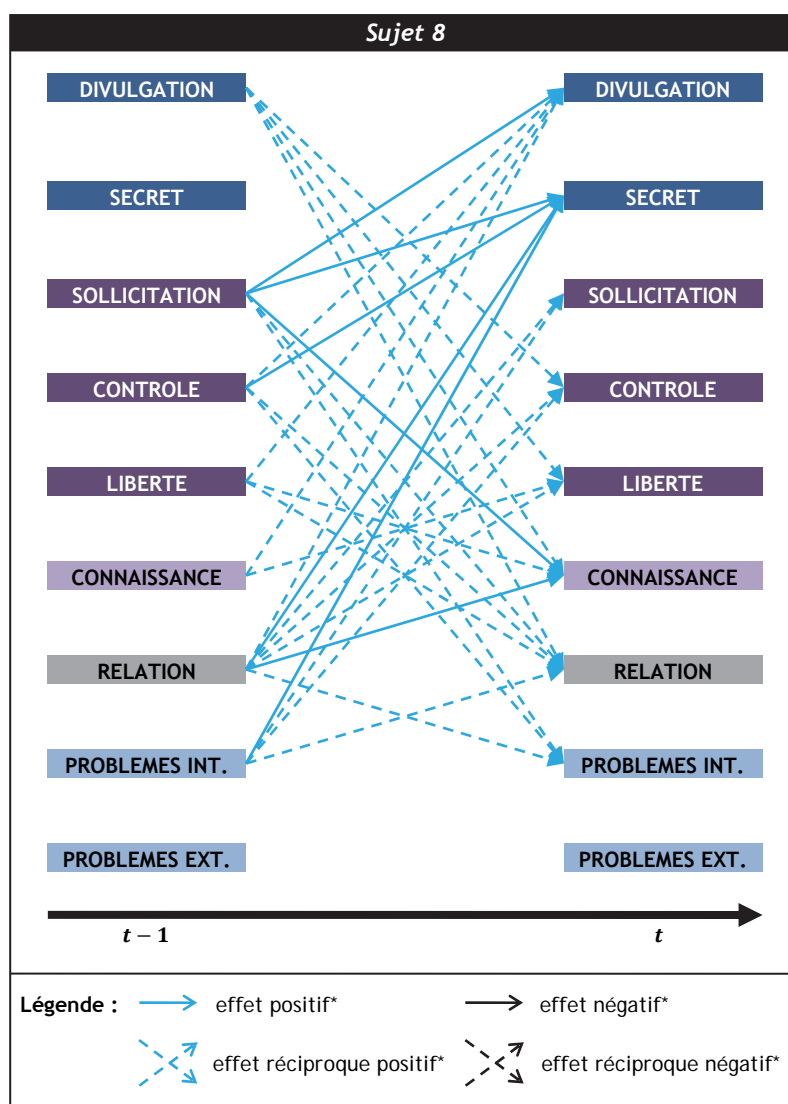 Sujet 8
DIVULGATION DIVULGATION
SECRET SECRET
SOLLICITATION SOLLICITATION
CONTROLE CONTROLE
LIBERTE LIBERTE
CONNAISSANCE CONNAISSANCE
RELATION RELATION
PROBLEMES INT. PROBLEMES INT.
PROBLEMES EXT. PROBLEMES EXT.
t − 1 t
Légende : effet positif* effet négatif*
effet réciproque positif* effet réciproque négatif*